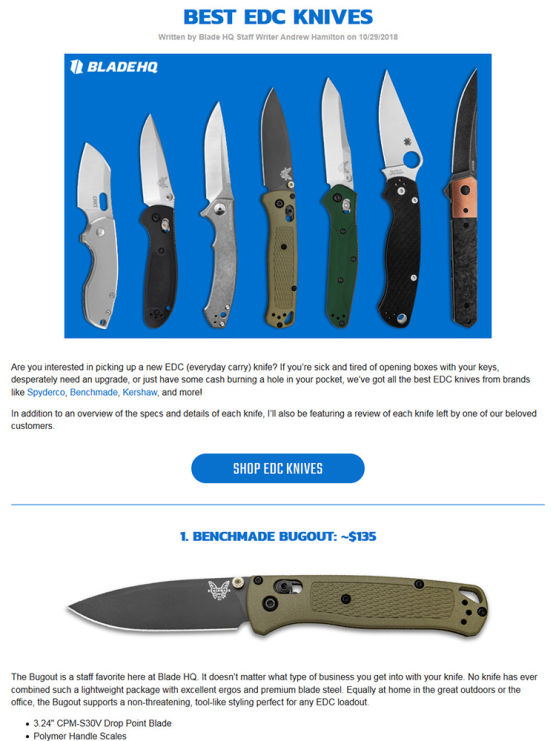 BEST EDC KNIVES
Written by Blade HQ Staff Writer Andrew Hamilton on 10/29/2018
BLADEHQ
Are you interested in picking up a new EDC (everyday carry) knife? If you're sick and tired of opening boxes with your keys,
desperately need an upgrade, or just have some cash burning a hole in your pocket, we've got all the best EDC knives from brands
like Spyderco, Benchmade, Kershaw, and more!
In addition to an overview of the specs and details of each knife, I'll also be featuring a review of each knife left by one of our beloved
customers.
SHOP EDC KNIVES
1. BENCHMADE BUGOUT: ~$135
The Bugout is a staff favorite here at Blade HQ. It doesn't matter what type of business you get into with your knife. No knife has ever
combined such a lightweight package with excellent ergos and premium blade steel. Equally at home in the great outdoors or the
office, the Bugout supports a non-threatening, tool-like styling perfect for any EDC loadout.
• 3.24" CPM-S30V Drop Point Blade
• Polymer Handle Scales